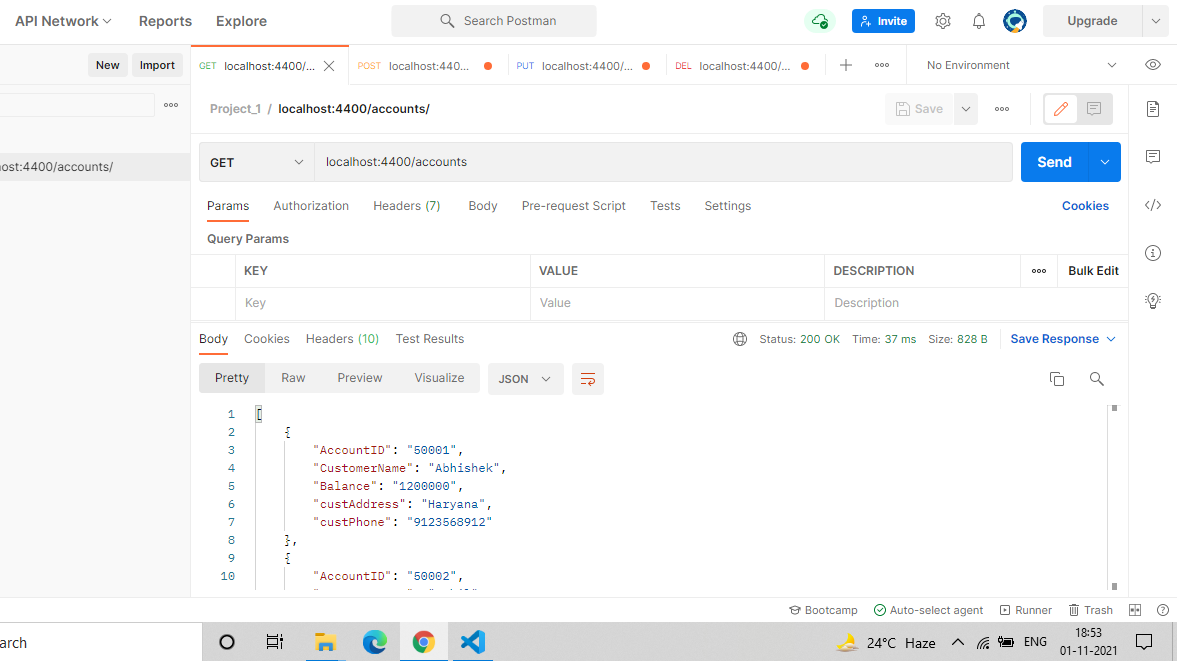 API Network Reports Explore Search Postman Invite Upgrade
New Import GET localhost:4400/... POST localhost:440... PUT localhost:4400/... DEL localhost:4400/... No Environment
Project_1 / localhost:4400/accounts/ Save
ost:4400/accounts/
GET localhost:4400/accounts Send
Params Authorization Headers (7) Body Pre-request Script Tests Settings Cookies
Query Params
KEY VALUE DESCRIPTION Bulk Edit
Key Value Description
Body Cookies Headers (10) Test Results Status: 200 OK Time: 37 ms Size: 828 B Save Response
Pretty Raw Preview Visualize JSON
1 [
2 {
3 "AccountID": "50001",
4 "CustomerName": "Abhishek",
5 "Balance": "1200000",
6 "custAddress": "Haryana",
7 "custPhone": "9123568912"
8 },
9 {
10 "AccountID": "50002",
Bootcamp Auto-select agent Runner Trash
arch 24°C Haze ENG 18:53
01-11-2021